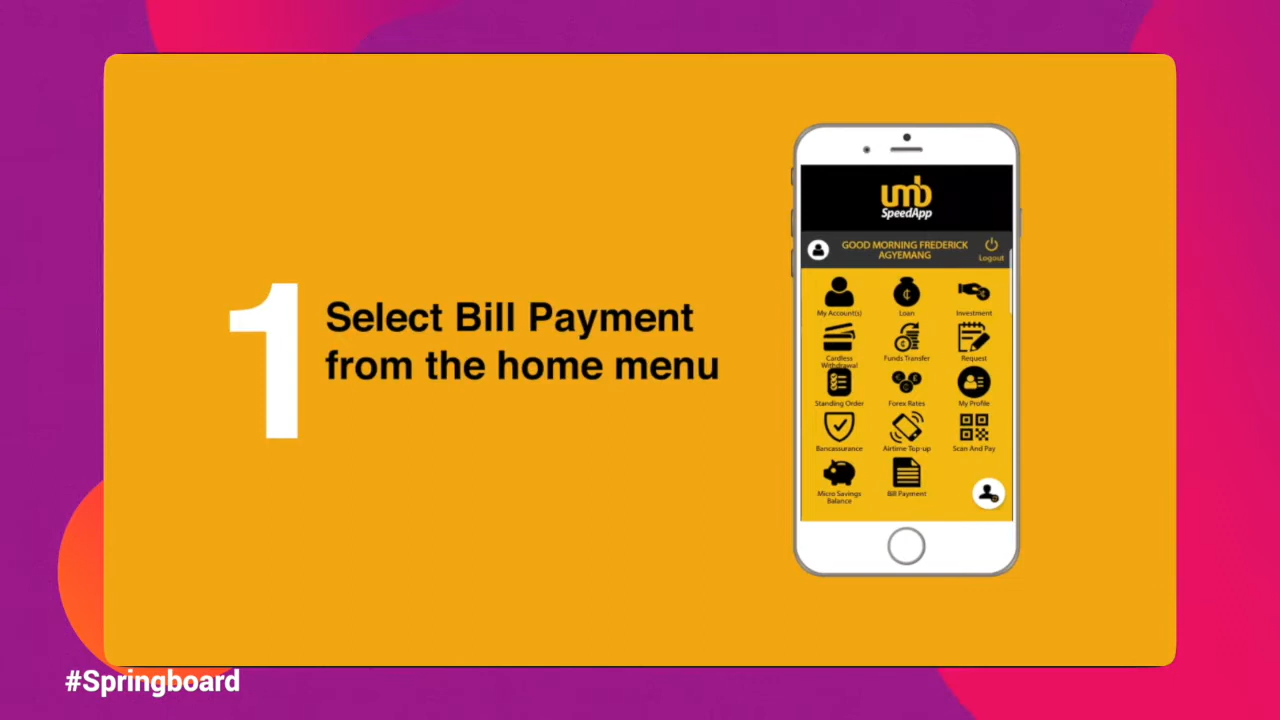 1
Select Bill Payment
from the home menu
umb
SpeedApp
GOOD MORNING FREDERICK
AGYEMANG
Logout
My Account(s)
Loan
Investment
Cardless
Withdrawal
Funds Transfer
Request
Standing Order
Forex Rates
My Profile
Bancassurance
Airtime Top-up
Scan And Pay
Micro Savings
Balance
Bill Payment
#Springboard